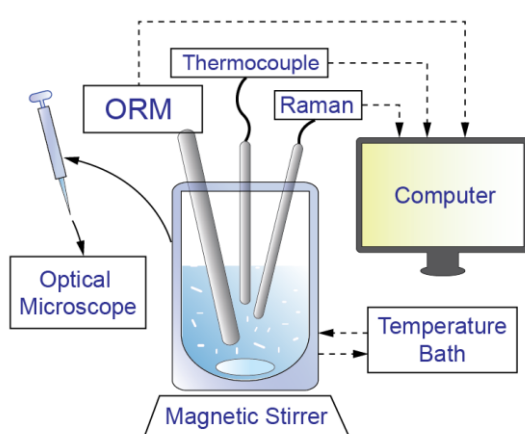 Thermocouple
ORM
Raman
Computer
Optical
Microscope
Temperature
Bath
Magnetic Stirrer